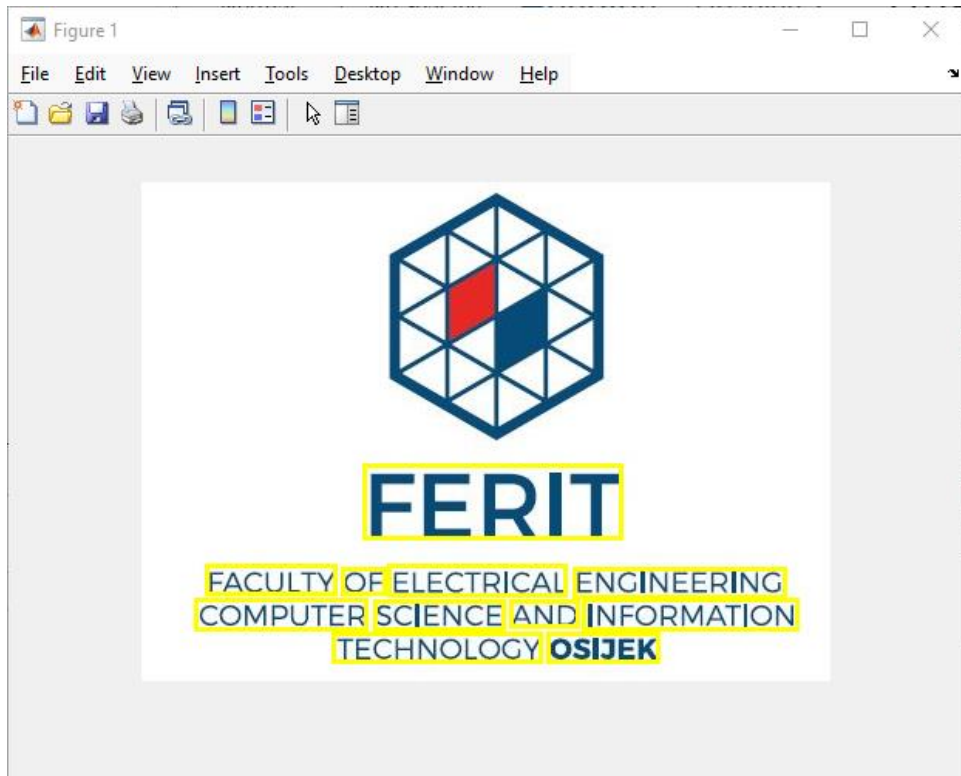 Figure 1
File Edit View Insert Tools Desktop Window Help
FERIT
FACULTY OF ELECTRICAL ENGINEERING
COMPUTER SCIENCE AND INFORMATION
TECHNOLOGY OSIJEK